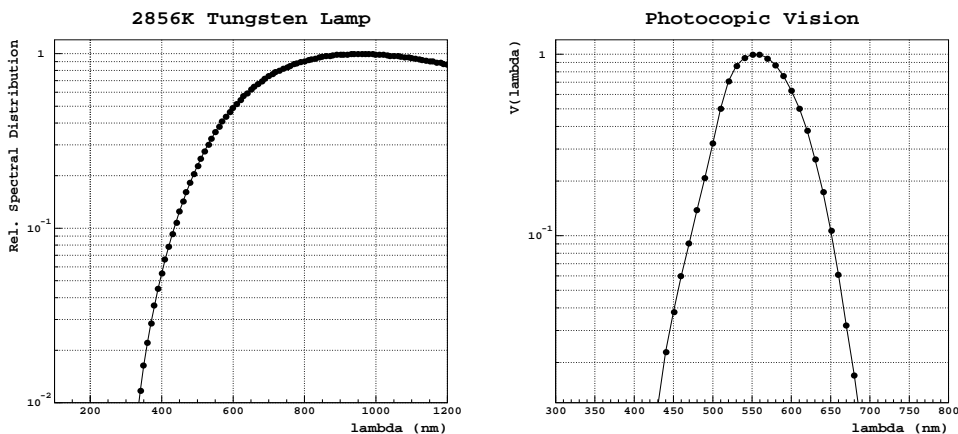 2856K Tungsten Lamp
Rel. Spectral Distribution
1
10-1
10-2
200 400 600 800 1000 1200
lambda (nm)
Photocopic Vision
V(lambda)
1
10-1
300 350 400 450 500 550 600 650 700 750 800
lambda (nm)